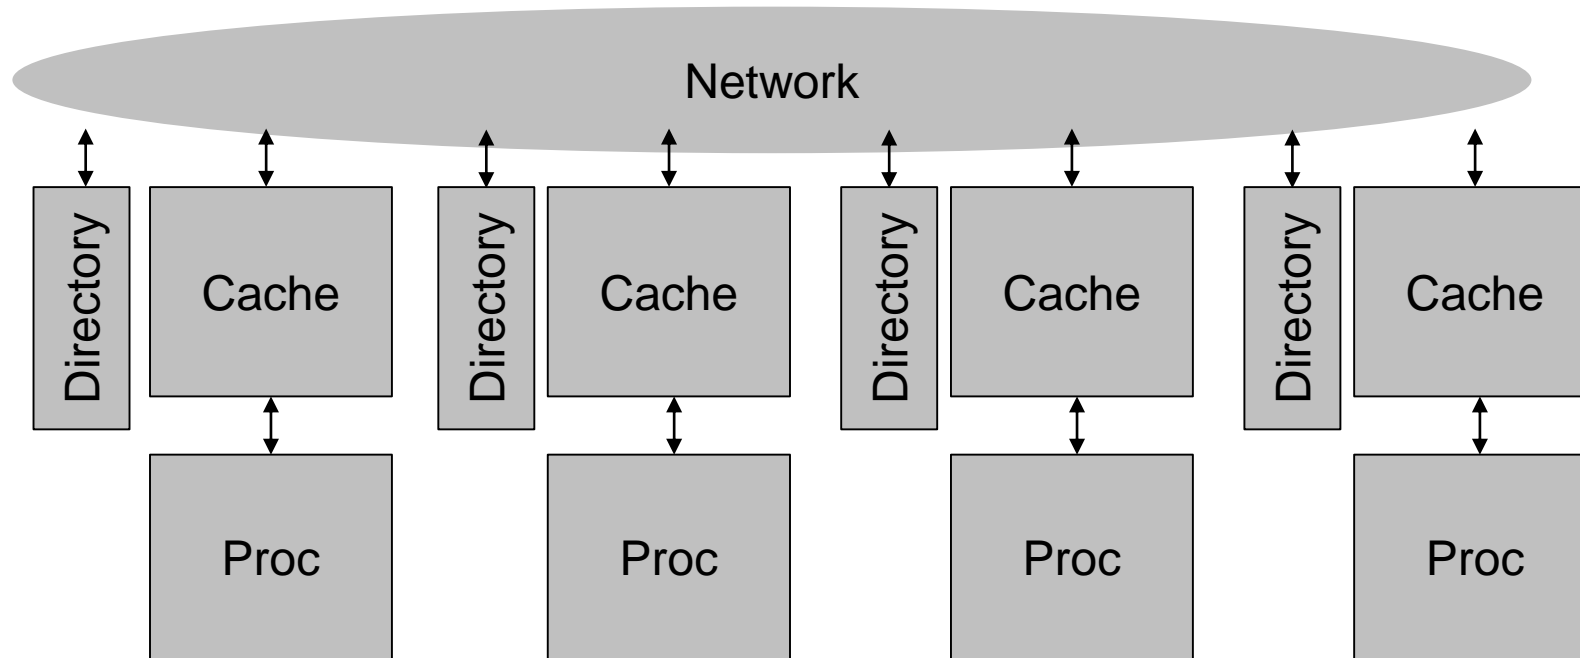 Network
Directory
Cache
Directory
Cache
Directory
Cache
Directory
Cache
Proc
Proc
Proc
Proc